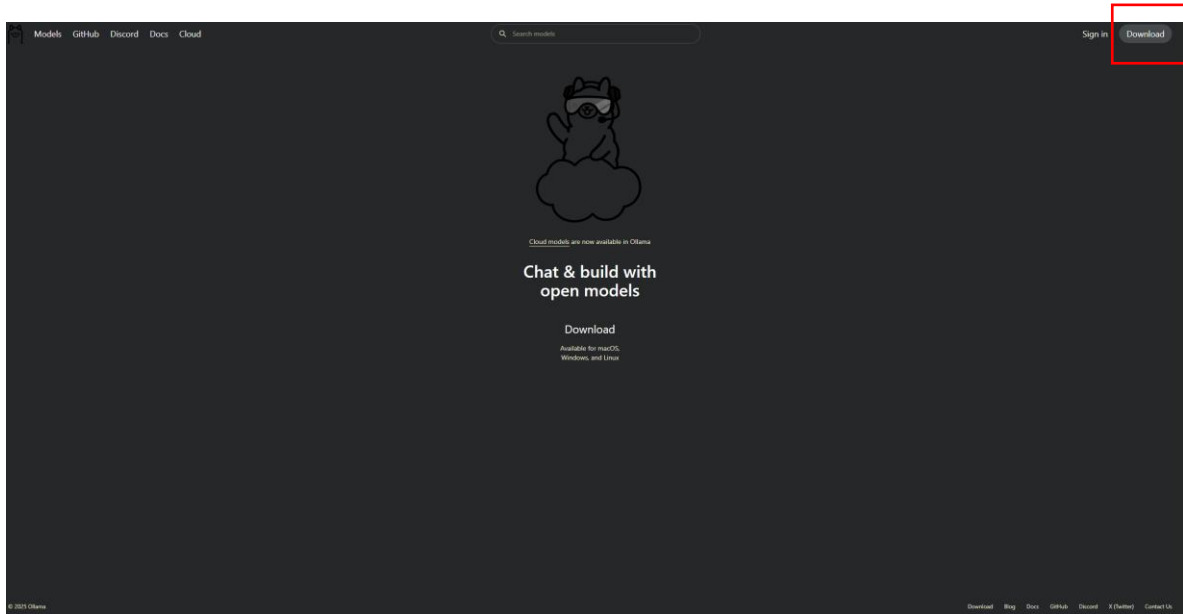 Models GitHub Discord Docs Cloud
Search models
Sign in Download
Cloud models are now available in Ollama
Chat & build with
open models
Download
Available for macOS,
Windows, and Linux
© 2025 Ollama
Download Blog Docs GitHub Discord X (Twitter) Contact Us